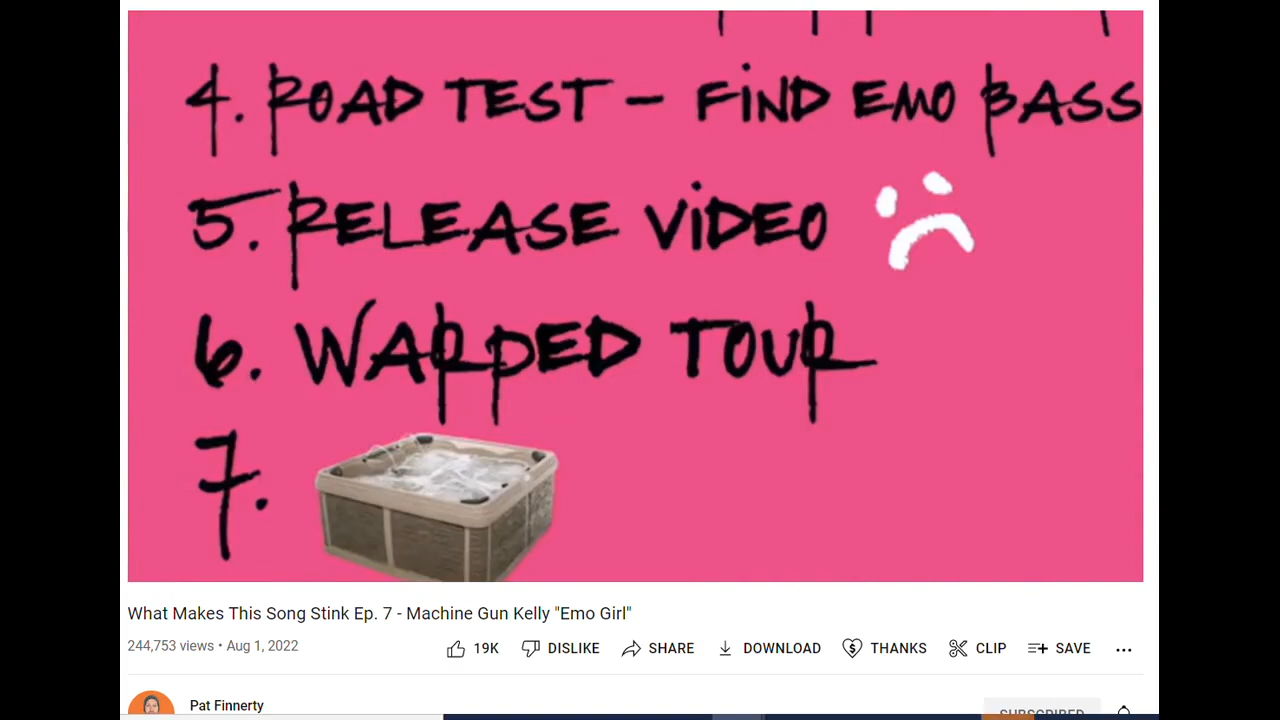 4. ROAD TEST - FIND EMO BASS
5. RELEASE VIDEO
6. WARPED TOUR
7.
What Makes This Song Stink Ep. 7 - Machine Gun Kelly "Emo Girl"
244,753 views • Aug 1, 2022 19K DISLIKE SHARE DOWNLOAD THANKS CLIP SAVE ...
Pat Finnerty
SUBSCRIBED